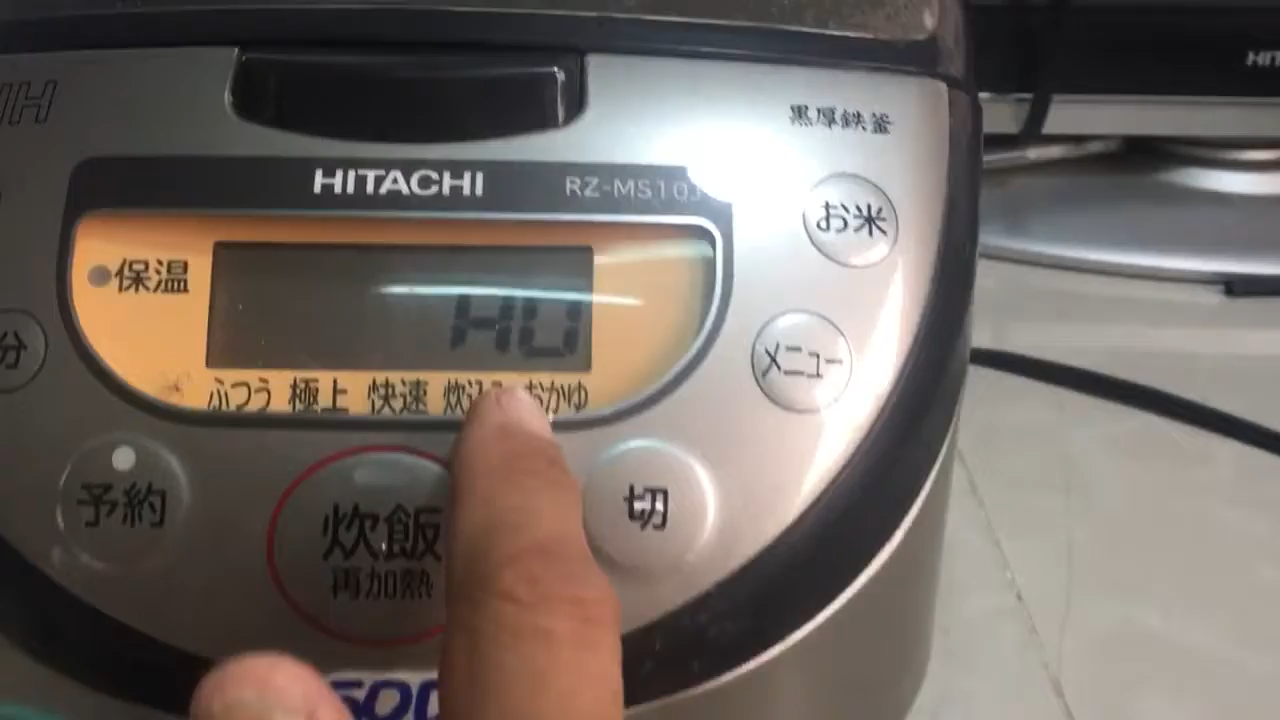 IH
黒厚鉄釜
HITACHI RZ-MS10J
お米
保温
H0
分
メニュー
ふつう 極上 快速 炊込み おかゆ
予約
炊飯
再加熱
切
HIT